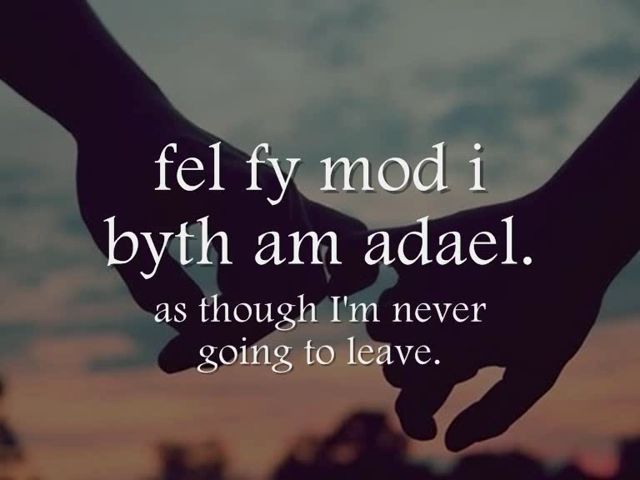 fel fy mod i
byth am adael.
as though I'm never
going to leave.